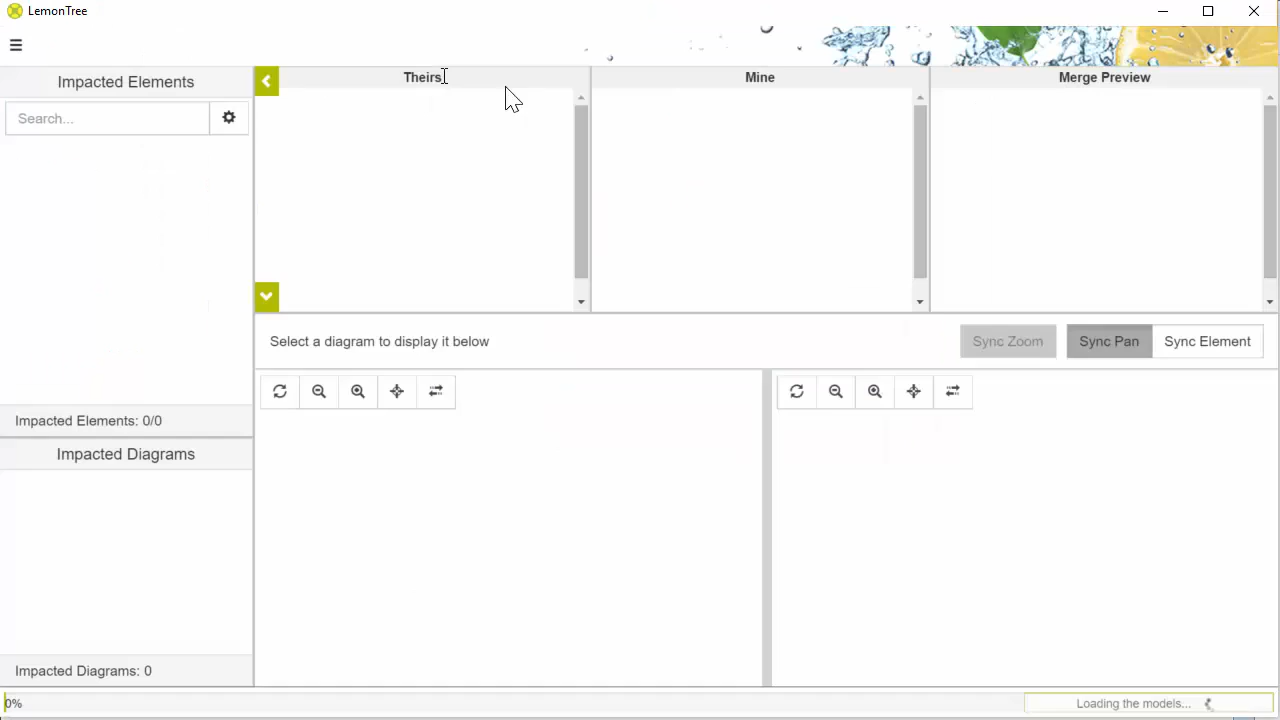 LemonTree
Impacted Elements
Theirs
Mine
Merge Preview
Search...
Select a diagram to display it below
Sync Zoom
Sync Pan
Sync Element
Impacted Elements: 0/0
Impacted Diagrams
Impacted Diagrams: 0
0%
Loading the models...